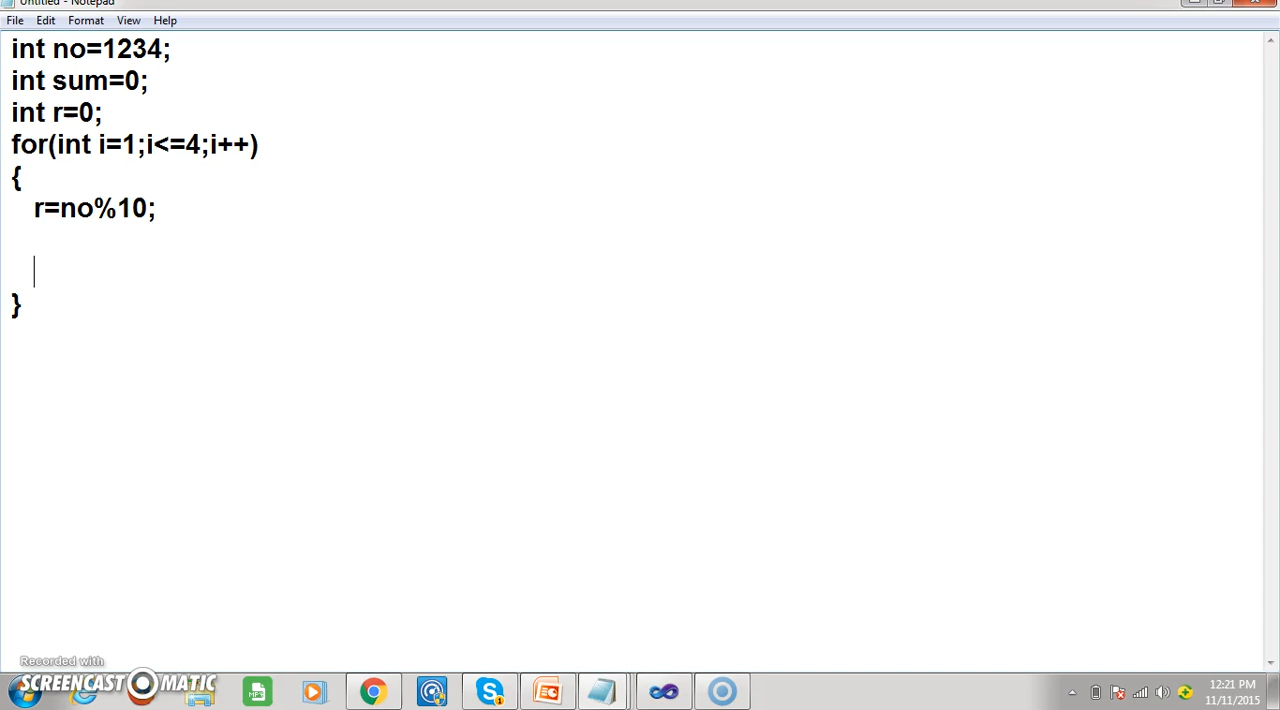 Untitled - Notepad
File Edit Format View Help
int no=1234;
int sum=0;
int r=0;
for(int i=1;i<=4;i++)
{
r=no%10;
}
Recorded with
SCREENCAST-O-MATIC
12:21 PM
11/11/2015